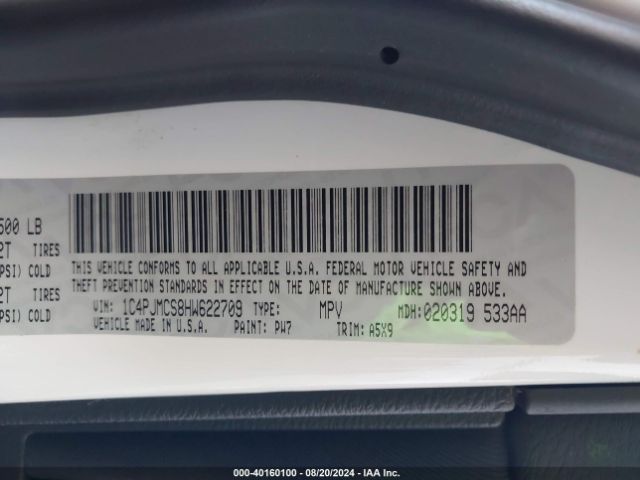 500 LB
2T TIRES
PSI) COLD
2T TIRES
PSI) COLD
THIS VEHICLE CONFORMS TO ALL APPLICABLE U.S.A. FEDERAL MOTOR VEHICLE SAFETY AND
THEFT PREVENTION STANDARDS IN EFFECT ON THE DATE OF MANUFACTURE SHOWN ABOVE.
VIN: 1C4PJMCS8HW622709 TYPE: MPV MDH: 020319 533AA
VEHICLE MADE IN U.S.A. PAINT: PW7 TRIM: A5X9
000-40160100 - 08/20/2024 - IAA Inc.